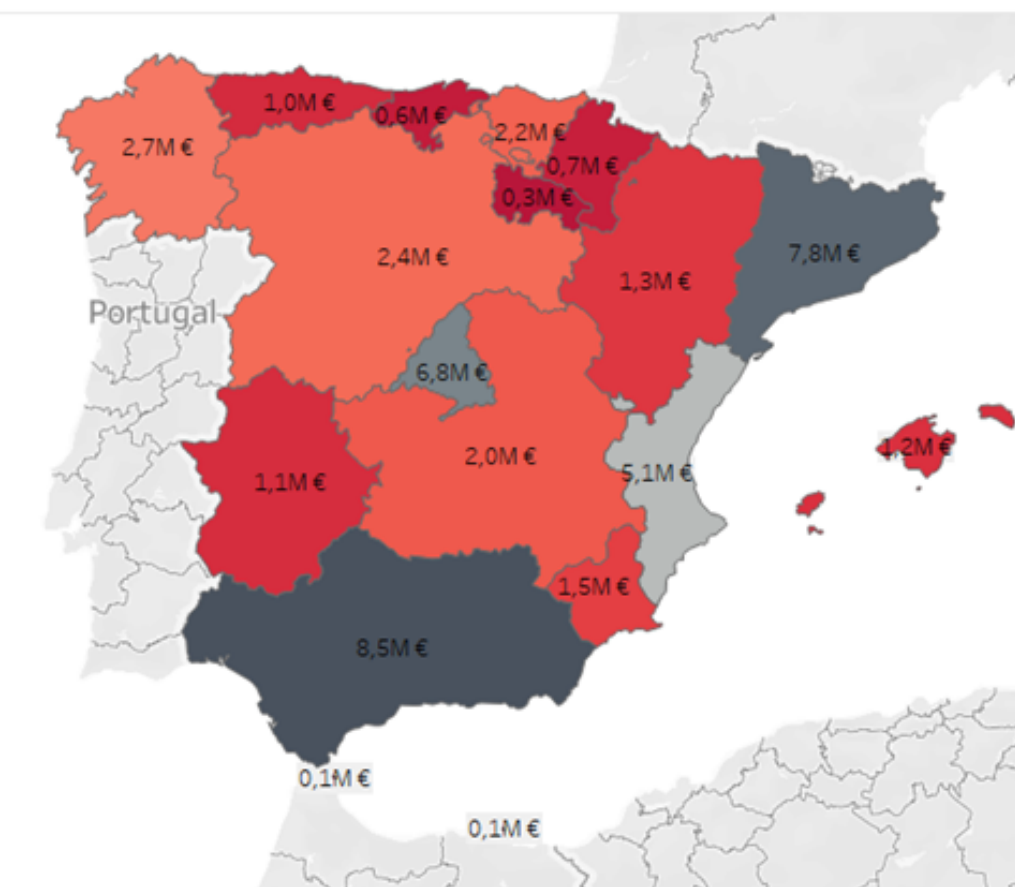 1,0M €
0,6M €
2,2M €
2,7M €
0,7M €
0,3M €
2,4M €
7,8M €
1,3M €
Portugal
6,8M €
1,2M €
2,0M €
5,1M €
1,1M €
1,5M €
8,5M €
0,1M €
0,1M €